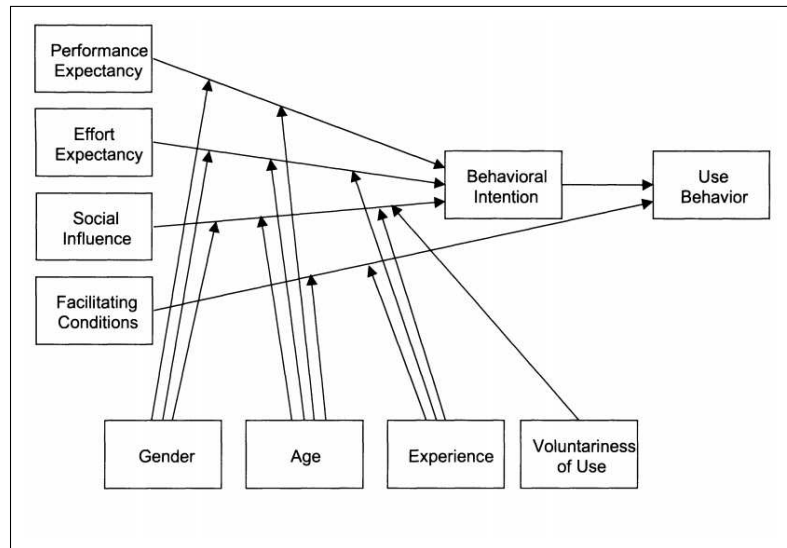 Performance
Expectancy
Effort
Expectancy
Social
Influence
Facilitating
Conditions
Behavioral
Intention
Use
Behavior
Gender
Age
Experience
Voluntariness
of Use